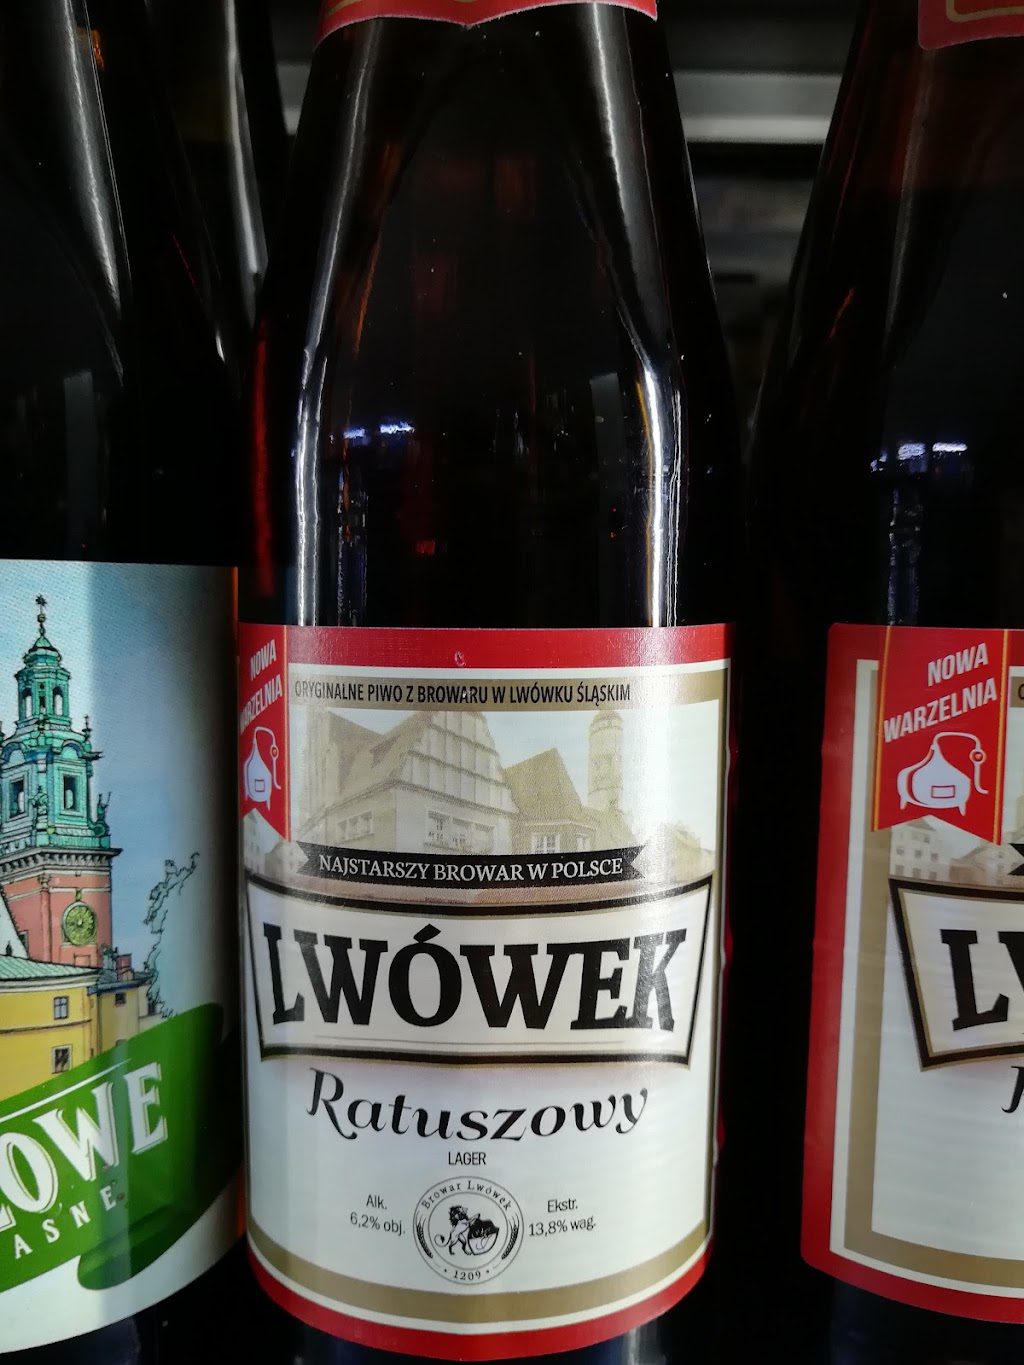 NOWA
WARZELNIA
ORYGINALNE PIWO Z BROWARU W LWÓWKU ŚLĄSKIM
NAJSTARSZY BROWAR W POLSCE
LWÓWEK
Ratuszowy
LAGER
Alk.
6,2% obj.
Browar Lwówek
• 1209 •
Ekstr.
13,8% wag.
OWE
ASNE
NOWA
WARZELNIA